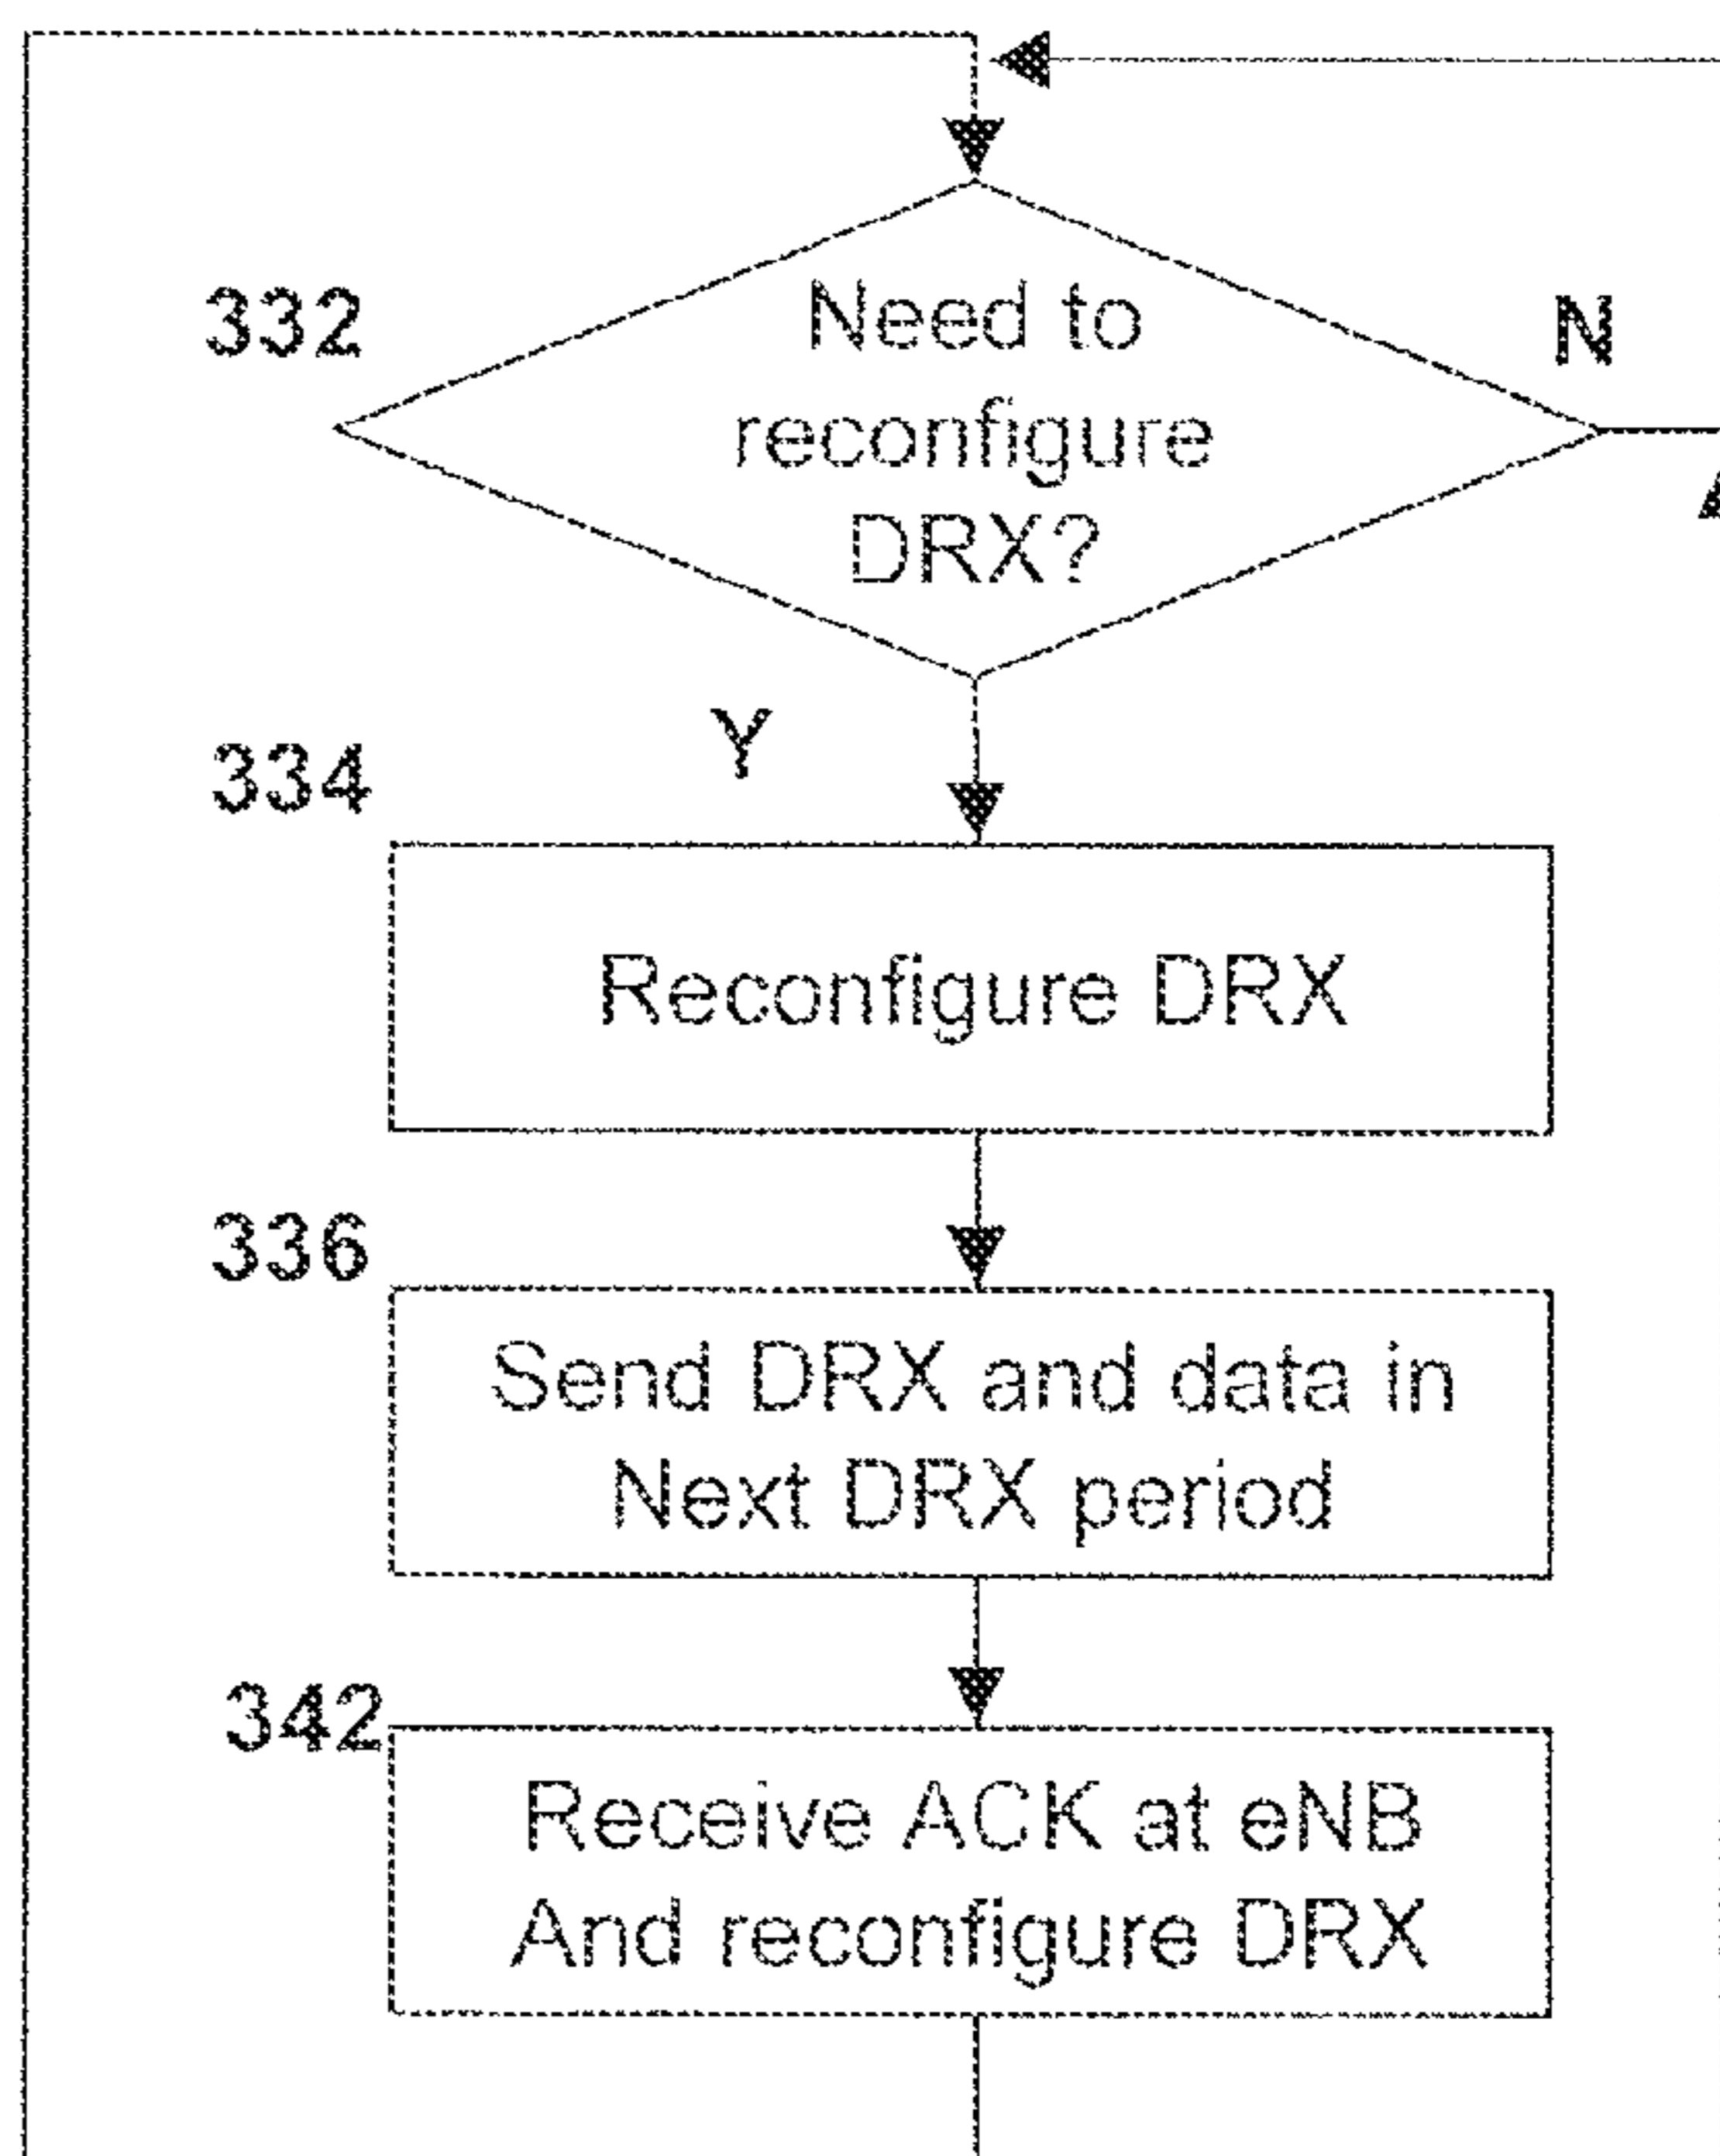 332
Need to
N
reconfigure
DRX?
Y
334
Reconfigure DRX
336
Send DRX and data in
Next DRX period
342
Receive ACK at eNB
And reconfigure DRX